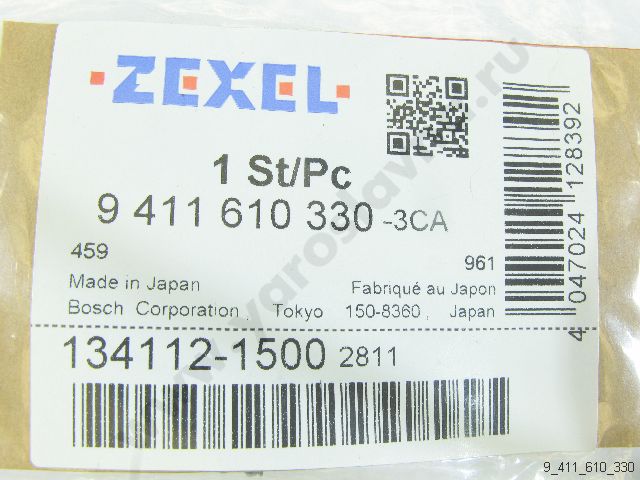 ZEXEL
1 St/Pc
9 411 610 330 -3CA
459
961
Made in Japan Fabriqué au Japon
Bosch Corporation, Tokyo 150-8360, Japan
134112-1500 2811
4 047024 128392
9_411_610_330